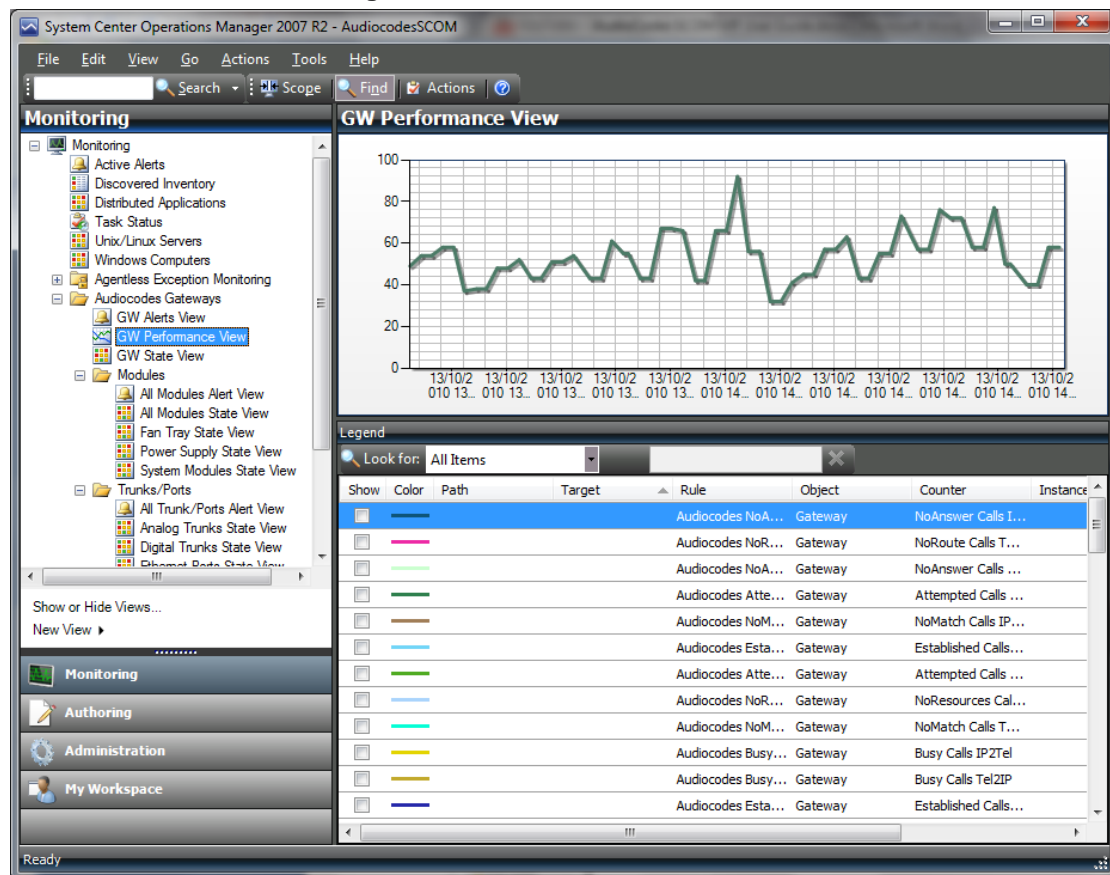 System Center Operations Manager 2007 R2 - AudiocodesSCOM
File Edit View Go Actions Tools Help
Search Scope Find Actions
Monitoring
Monitoring
Active Alerts
Discovered Inventory
Distributed Applications
Task Status
Unix/Linux Servers
Windows Computers
Agentless Exception Monitoring
Audiocodes Gateways
GW Alerts View
GW Performance View
GW State View
Modules
All Modules Alert View
All Modules State View
Fan Tray State View
Power Supply State View
System Modules State View
Trunks/Ports
All Trunk/Ports Alert View
Analog Trunks State View
Digital Trunks State View
Ethernet Ports State View
Show or Hide Views...
New View
Monitoring
Authoring
Administration
My Workspace
GW Performance View
100
80
60
40
20
0
13/10/2 13/10/2 13/10/2 13/10/2 13/10/2 13/10/2 13/10/2 13/10/2 13/10/2 13/10/2 13/10/2 13/10/2
010 13... 010 13... 010 13... 010 13... 010 13... 010 14... 010 14... 010 14... 010 14... 010 14... 010 14... 010 14...
Legend
Look for: All Items
Show Color Path Target Rule Object Counter Instance
Audiocodes NoA... Gateway NoAnswer Calls I...
Audiocodes NoR... Gateway NoRoute Calls T...
Audiocodes NoA... Gateway NoAnswer Calls ...
Audiocodes Atte... Gateway Attempted Calls ...
Audiocodes NoM... Gateway NoMatch Calls IP...
Audiocodes Esta... Gateway Established Calls...
Audiocodes Atte... Gateway Attempted Calls ...
Audiocodes NoR... Gateway NoResources Cal...
Audiocodes NoM... Gateway NoMatch Calls T...
Audiocodes Busy... Gateway Busy Calls IP2Tel
Audiocodes Busy... Gateway Busy Calls Tel2IP
Audiocodes Esta... Gateway Established Calls...
Ready